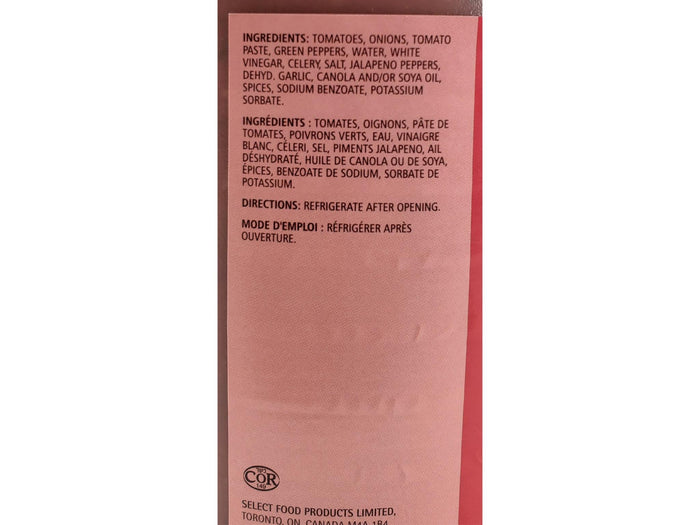 INGREDIENTS: TOMATOES, ONIONS, TOMATO
PASTE, GREEN PEPPERS, WATER, WHITE
VINEGAR, CELERY, SALT, JALAPENO PEPPERS,
DEHYD. GARLIC, CANOLA AND/OR SOYA OIL,
SPICES, SODIUM BENZOATE, POTASSIUM
SORBATE.
INGRÉDIENTS : TOMATES, OIGNONS, PÂTE DE
TOMATES, POIVRONS VERTS, EAU, VINAIGRE
BLANC, CÉLERI, SEL, PIMENTS JALAPENO, AIL
DÉSHYDRATÉ, HUILE DE CANOLA OU DE SOYA,
ÉPICES, BENZOATE DE SODIUM, SORBATE DE
POTASSIUM.
DIRECTIONS: REFRIGERATE AFTER OPENING.
MODE D'EMPLOI : RÉFRIGÉRER APRÈS
OUVERTURE.
COR
149
SELECT FOOD PRODUCTS LIMITED,
TORONTO, ON, CANADA M4A 1B4